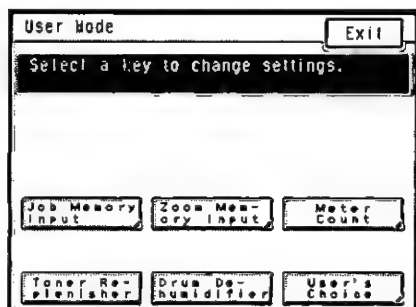 User Mode
Exit
Select a key to change settings.
Job Memory
Input
Zoom Mem-
ory Input
Meter
Count
Toner Re-
plenisher
Drum De-
humidifier
User's
Choice